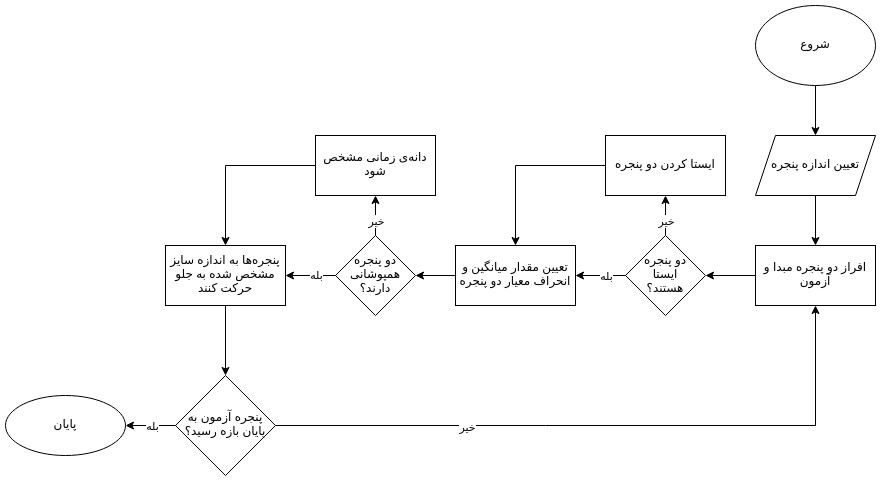 شروع
تعیین اندازه پنجره
افراز دو پنجره مبدا و
آزمون
دو پنجره
ایستا
هستند؟
خیر
ایستا کردن دو پنجره
بله
تعیین مقدار میانگین و
انحراف معیار دو پنجره
دو پنجره
همپوشانی
دارند؟
خیر
دانه‌ی زمانی مشخص
شود
بله
پنجره‌ها به اندازه سایز
مشخص شده به جلو
حرکت کنند
پنجره آزمون به
پایان بازه رسید؟
خیر
بله
پایان